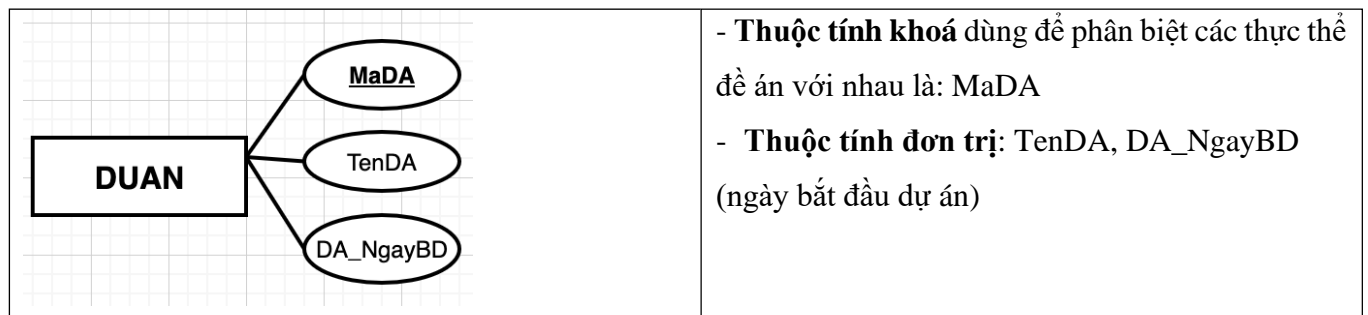 DUAN
MaDA
TenDA
DA_NgayBD
- Thuộc tính khoá dùng để phân biệt các thực thể
đề án với nhau là: MaDA
- Thuộc tính đơn trị: TenDA, DA_NgayBD
(ngày bắt đầu dự án)